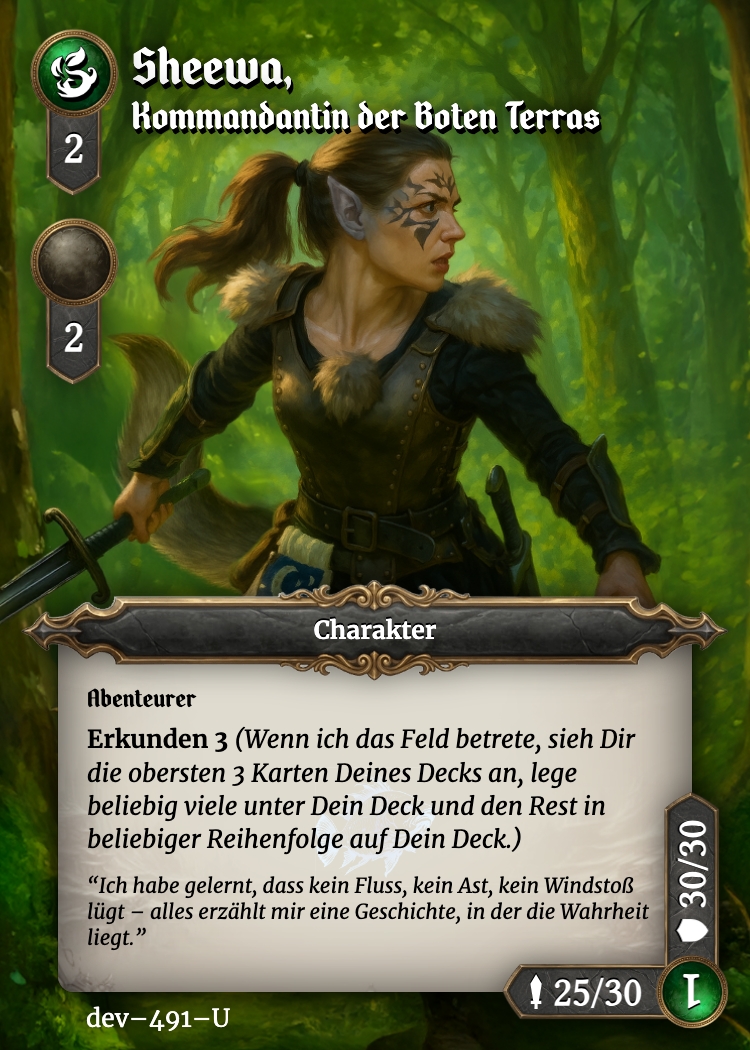 Sheewa,
Kommandantin der Boten Terras
2
2
Charakter
Abenteurer
Erkunden 3 (Wenn ich das Feld betrete, sieh Dir
die obersten 3 Karten Deines Decks an, lege
beliebig viele unter Dein Deck und den Rest in
beliebiger Reihenfolge auf Dein Deck.)
“Ich habe gelernt, dass kein Fluss, kein Ast, kein Windstoß
lügt – alles erzählt mir eine Geschichte, in der die Wahrheit
liegt.”
30/30
25/30
1
dev–491–U